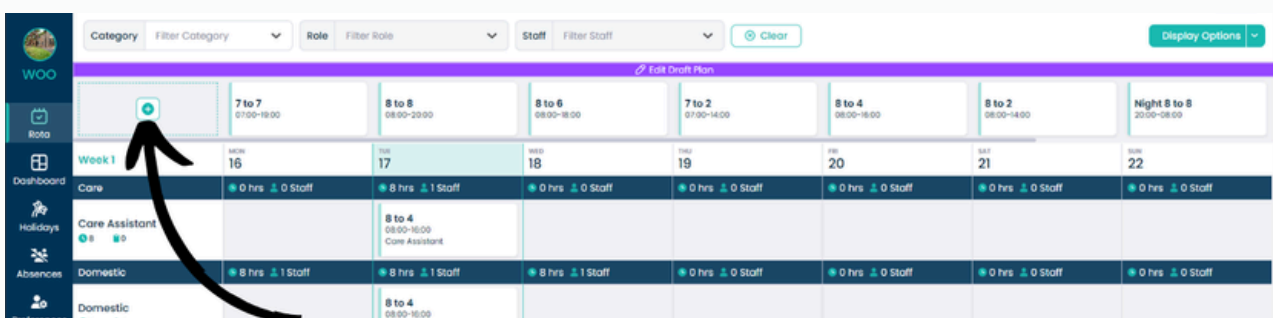 Category Filter Category Role Filter Role Staff Filter Staff Clear Display Options
WOO
Edit Draft Plan
7 to 7 8 to 8 8 to 6 7 to 2 8 to 4 8 to 2 Night 8 to 8
07:00-19:00 08:00-20:00 08:00-18:00 07:00-14:00 08:00-16:00 08:00-14:00 20:00-08:00
Rota
MON TUE WED THU FRI SAT SUN
Week 1 16 17 18 19 20 21 22
Dashboard
Care 0 hrs 0 Staff 8 hrs 1 Staff 0 hrs 0 Staff 0 hrs 0 Staff 0 hrs 0 Staff 0 hrs 0 Staff 0 hrs 0 Staff
Holidays
Care Assistant 8 to 4
8 0 08:00-16:00
Care Assistant
Absences
Domestic 8 hrs 1 Staff 8 hrs 1 Staff 8 hrs 1 Staff 0 hrs 0 Staff 0 hrs 0 Staff 0 hrs 0 Staff 0 hrs 0 Staff
Domestic 8 to 4
08:00-16:00